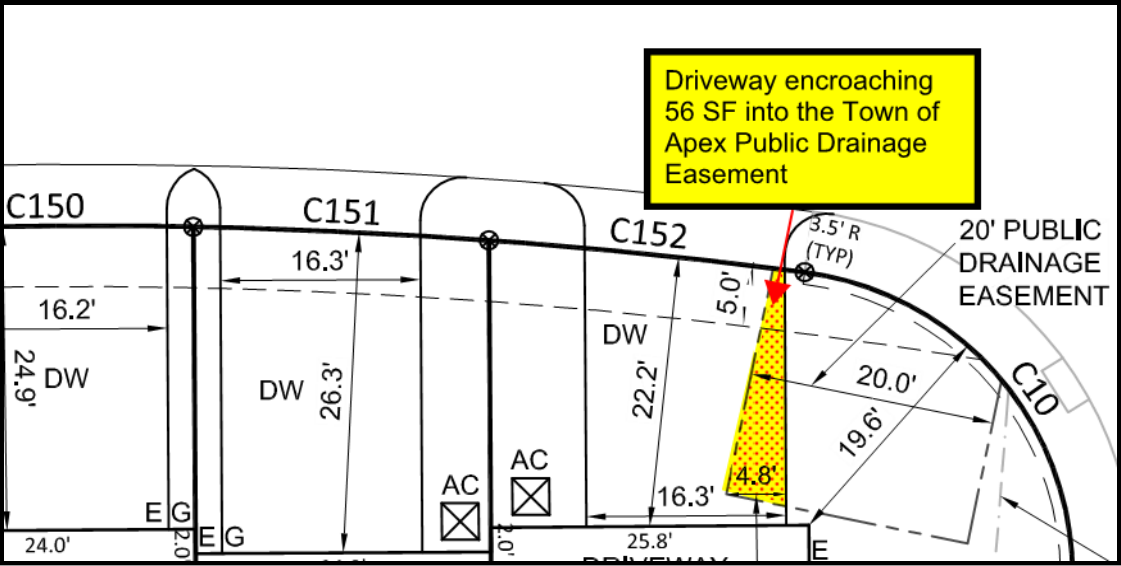 Driveway encroaching
56 SF into the Town of
Apex Public Drainage
Easement
C150
C151
C152
3.5' R
(TYP)
20' PUBLIC
DRAINAGE
EASEMENT
16.3'
5.0'
16.2'
DW
24.9'
DW
DW
26.3'
22.2'
20.0'
C10
19.6'
AC
AC
4.8'
16.3'
E G
E G
24.0'
2.0'
2.0'
25.8'
DRIVEWAY
E